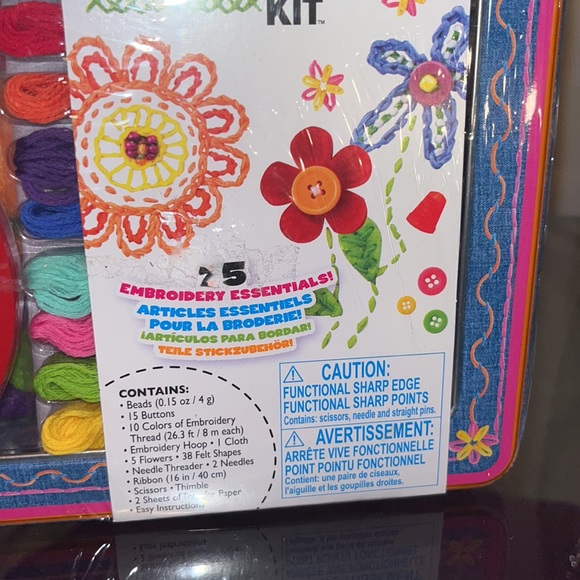 KIT™
25
EMBROIDERY ESSENTIALS!
ARTICLES ESSENTIELS
POUR LA BRODERIE!
¡ARTÍCULOS PARA BORDAR!
TEILE STICKZUBEHÖR!
CONTAINS:
• Beads (0.15 oz / 4 g)
• 15 Buttons
• 10 Colors of Embroidery
Thread (26.3 ft / 8 m each)
• Embroidery Hoop • 1 Cloth
• 5 Flowers • 38 Felt Shapes
• Needle Threader • 2 Needles
• Ribbon (16 in / 40 cm)
• Scissors • Thimble
• 2 Sheets of Paper
• Easy Instructions
CAUTION:
FUNCTIONAL SHARP EDGE
FUNCTIONAL SHARP POINTS
Contains: scissors, needle and straight pins.
AVERTISSEMENT:
ARRÊTE VIVE FONCTIONNELLE
POINT POINTU FONCTIONNEL
Contient: une paire de ciseaux,
l'aiguille et les goupilles droites.